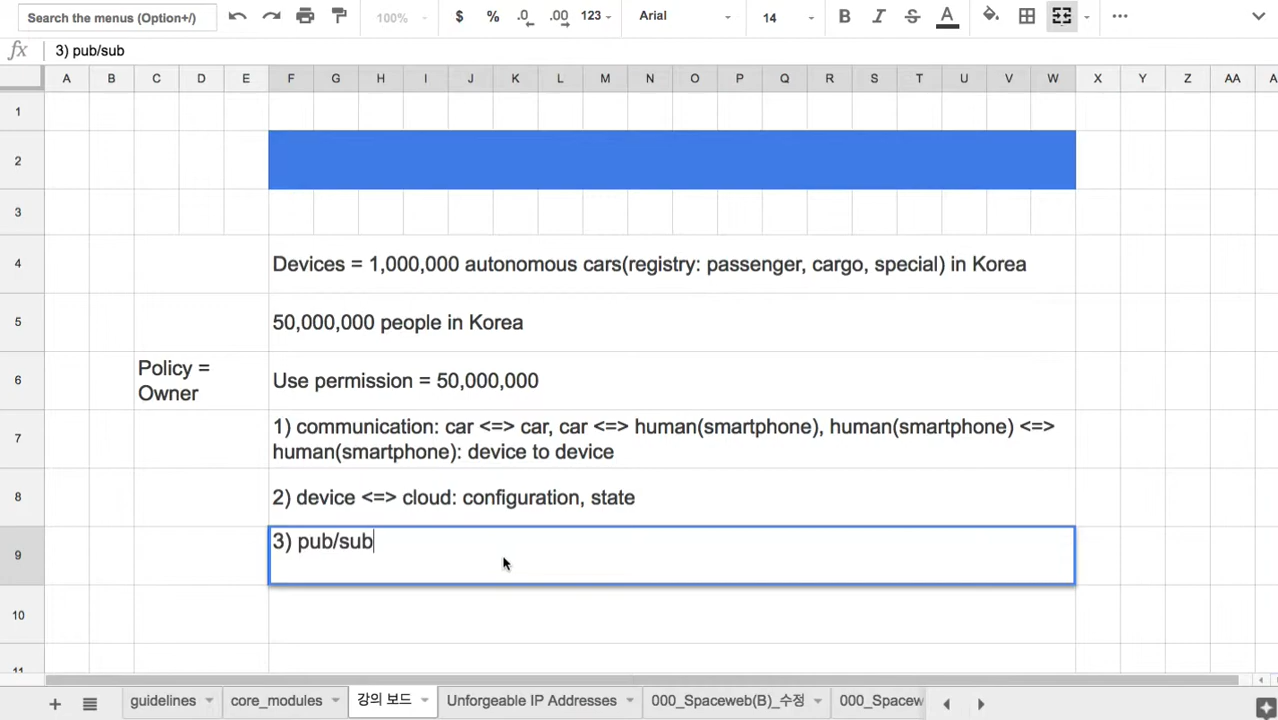 Search the menus (Option+/)
100%
$ % .0 .00 123
Arial
14
B I S A
fx 3) pub/sub
A B C D E F G H I J K L M N O P Q R S T U V W X Y Z AA
1
2
3
4 Devices = 1,000,000 autonomous cars(registry: passenger, cargo, special) in Korea
5 50,000,000 people in Korea
6 Policy =
Owner
Use permission = 50,000,000
7 1) communication: car <=> car, car <=> human(smartphone), human(smartphone) <=>
human(smartphone): device to device
8 2) device <=> cloud: configuration, state
9 3) pub/sub
10
11
guidelines core_modules 강의 보드 Unforgeable IP Addresses 000_Spaceweb(B)_수정 000_Spacew